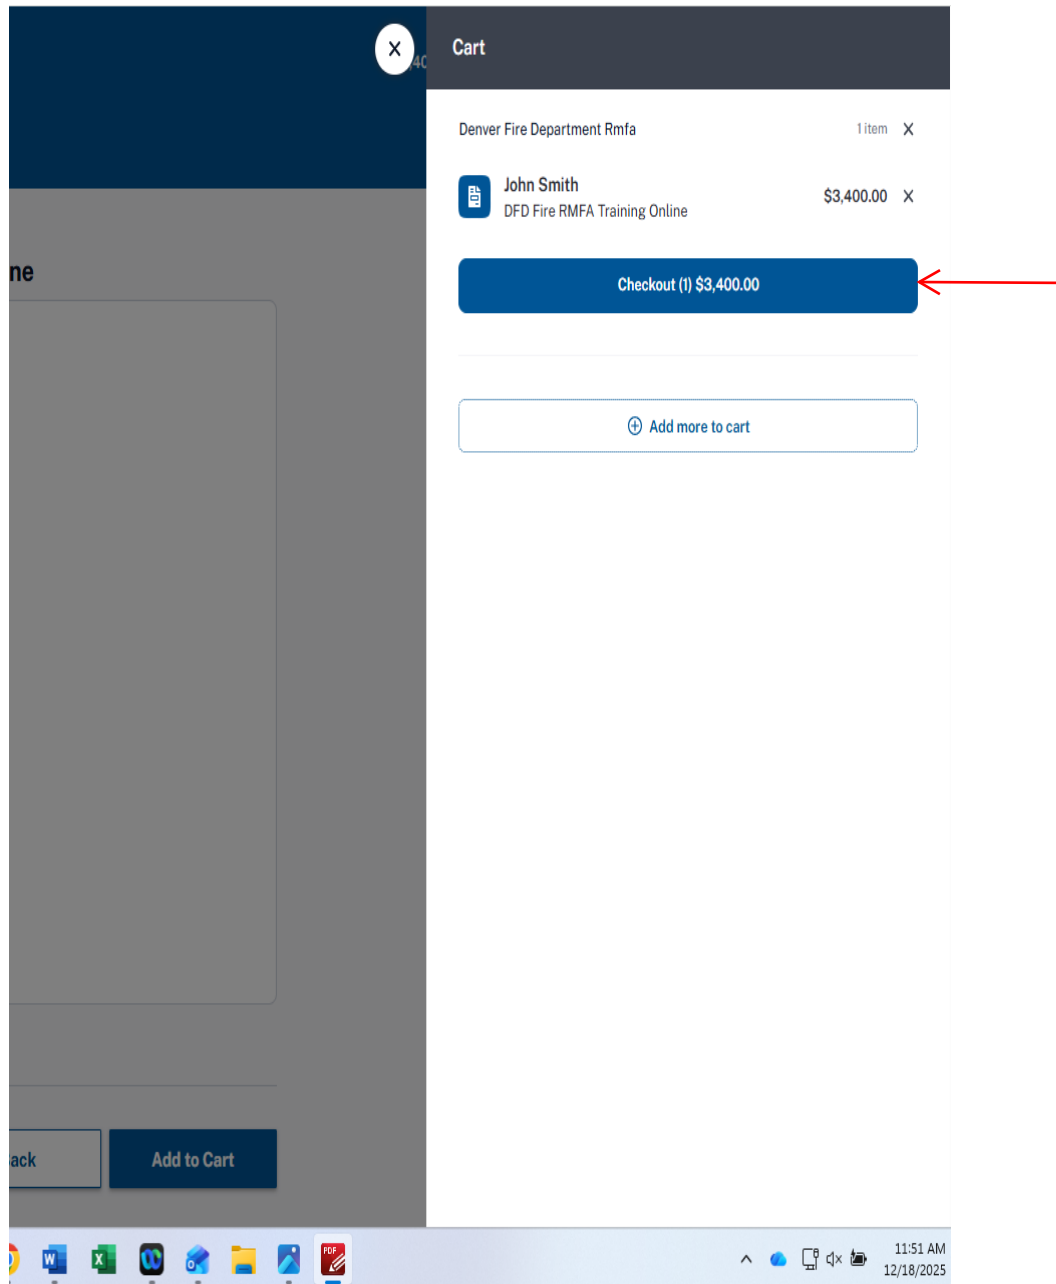 Cart
Denver Fire Department Rmfa 1 item
John Smith
$3,400.00
DFD Fire RMFA Training Online
ne
Checkout (1) $3,400.00
Add more to cart
ack
Add to Cart
PDF
11:51 AM
12/18/2025